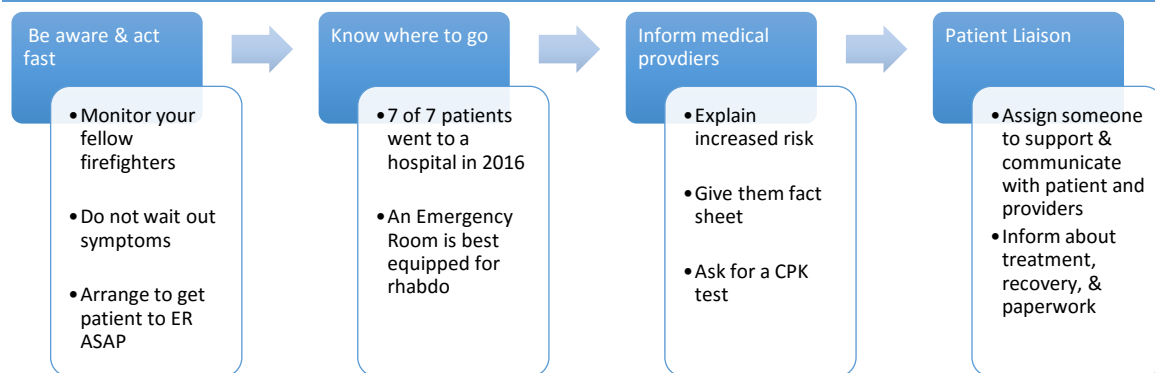 Be aware & act
fast
•Monitor your
fellow
firefighters
•Do not wait out
symptoms
•Arrange to get
patient to ER
ASAP
Know where to go
•7 of 7 patients
went to a
hospital in 2016
•An Emergency
Room is best
equipped for
rhabdo
Inform medical
provdiers
•Explain
increased risk
•Give them fact
sheet
•Ask for a CPK
test
Patient Liaison
•Assign someone
to support &
communicate
with patient and
providers
•Inform about
treatment,
recovery, &
paperwork